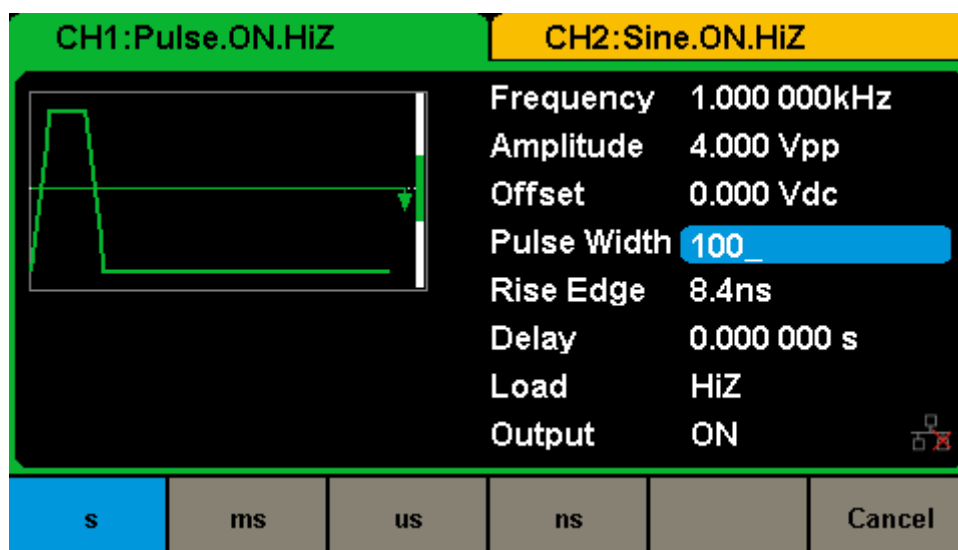 CH1:Pulse.ON.HiZ CH2:Sine.ON.HiZ
Frequency 1.000 000kHz
Amplitude 4.000 Vpp
Offset 0.000 Vdc
Pulse Width 100_
Rise Edge 8.4ns
Delay 0.000 000 s
Load HiZ
Output ON
s ms us ns Cancel